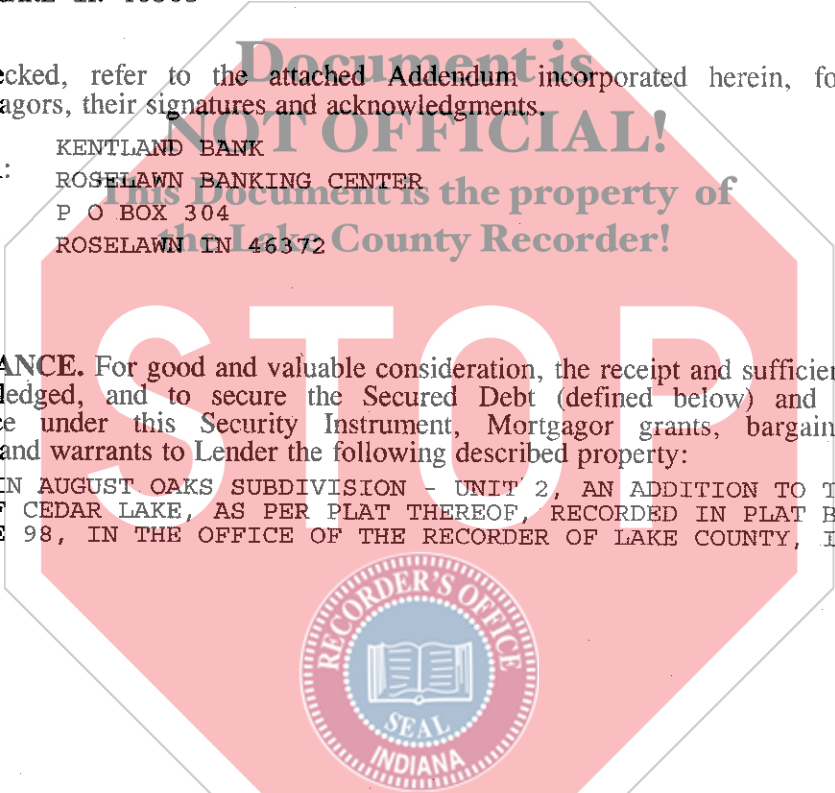 ecked, refer to the attached Addendum incorporated herein, fo
agors, their signatures and acknowledgments.
Document is
NOT OFFICIAL!
This Document is the property of
the Lake County Recorder!
KENTLAND BANK
ROSELAWN BANKING CENTER
P O BOX 304
ROSELAWN IN 46372
STOP
ANCE. For good and valuable consideration, the receipt and sufficien
ledged, and to secure the Secured Debt (defined below) and
ce under this Security Instrument, Mortgagor grants, bargain
and warrants to Lender the following described property:
IN AUGUST OAKS SUBDIVISION - UNIT 2, AN ADDITION TO T
F CEDAR LAKE, AS PER PLAT THEREOF, RECORDED IN PLAT B
E 98, IN THE OFFICE OF THE RECORDER OF LAKE COUNTY, I
RECORDER'S OFFICE
SEAL
INDIANA